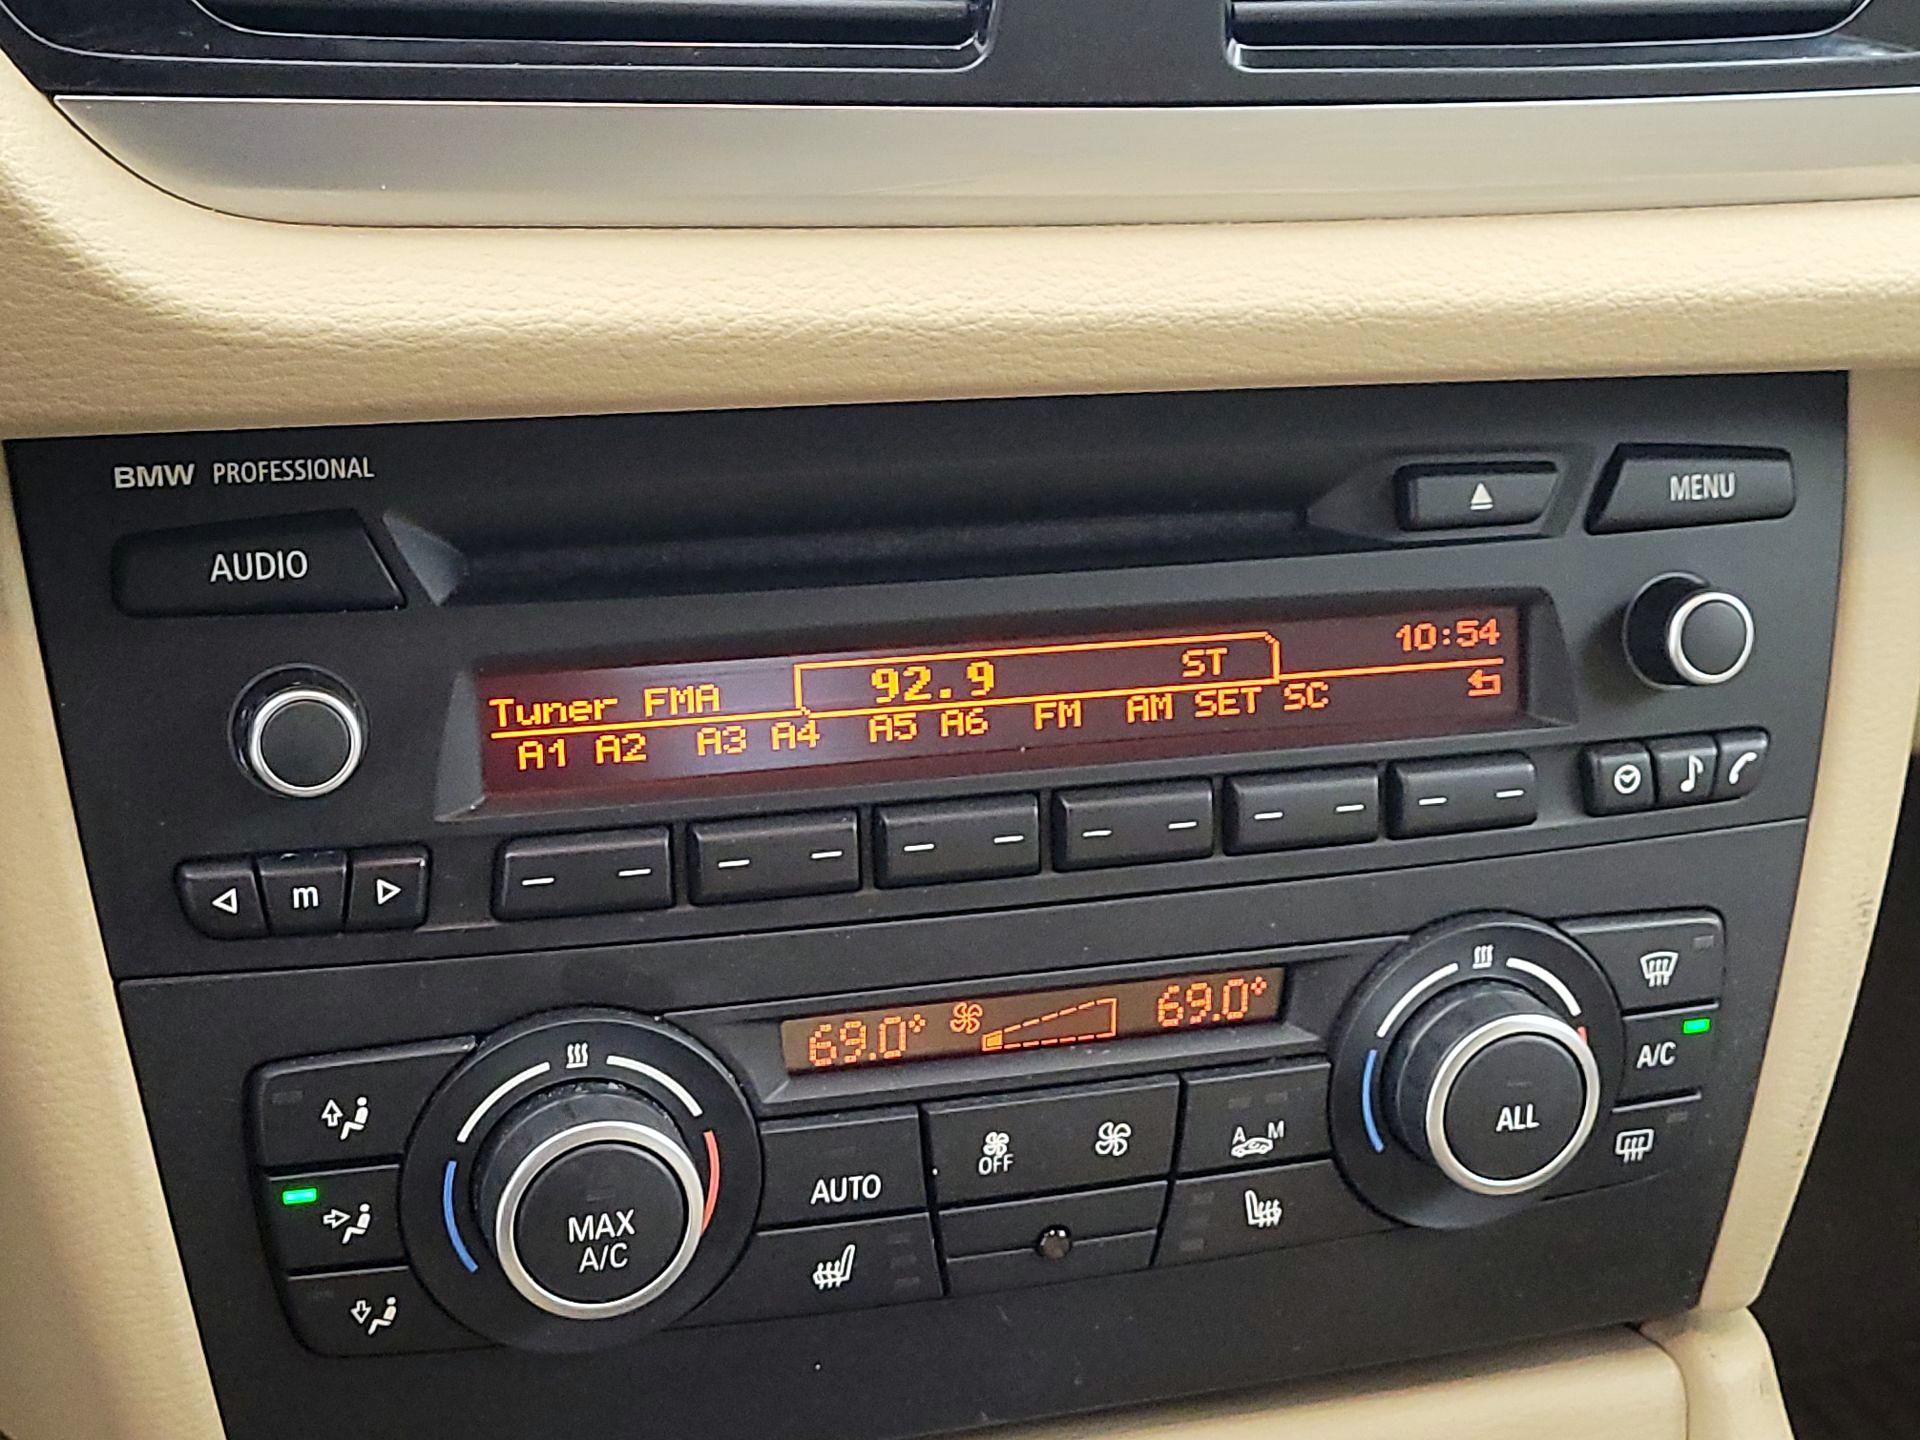 BMW PROFESSIONAL
MENU
AUDIO
Tuner FMA 92.9 ST 10:54
A1 A2 A3 A4 A5 A6 FM AM SET SC
m
69.0° 69.0°
A/C
ALL
A M
OFF
AUTO
MAX
A/C